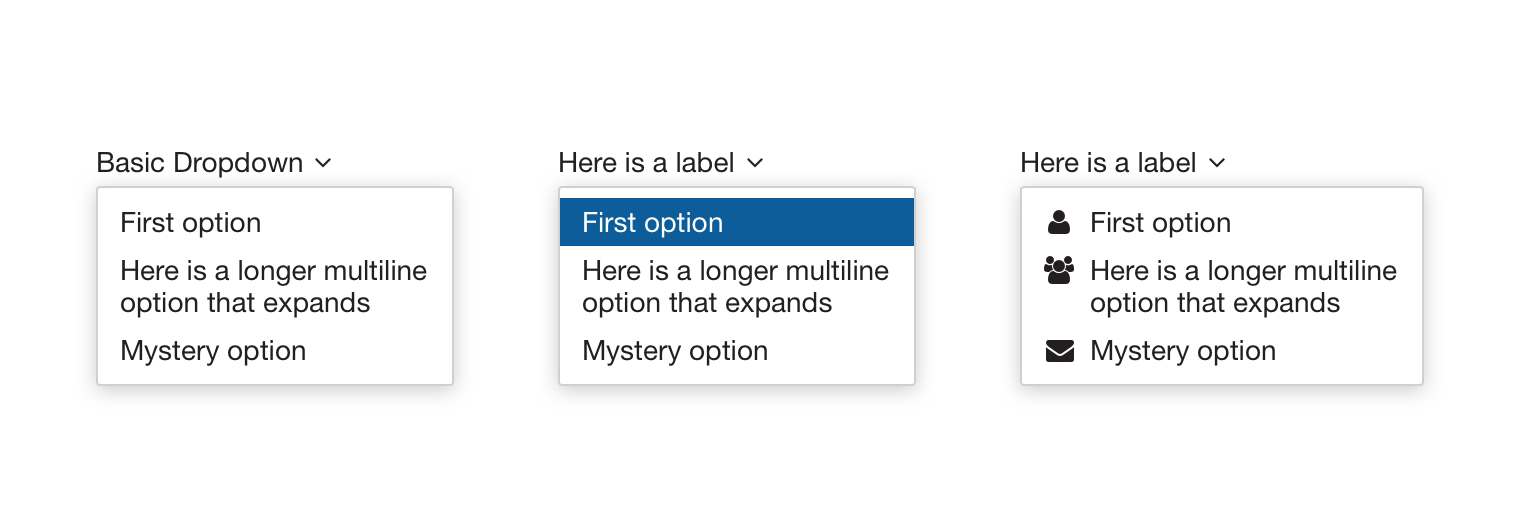 Basic Dropdown
First option
Here is a longer multiline
option that expands
Mystery option
Here is a label
First option
Here is a longer multiline
option that expands
Mystery option
Here is a label
First option
Here is a longer multiline
option that expands
Mystery option